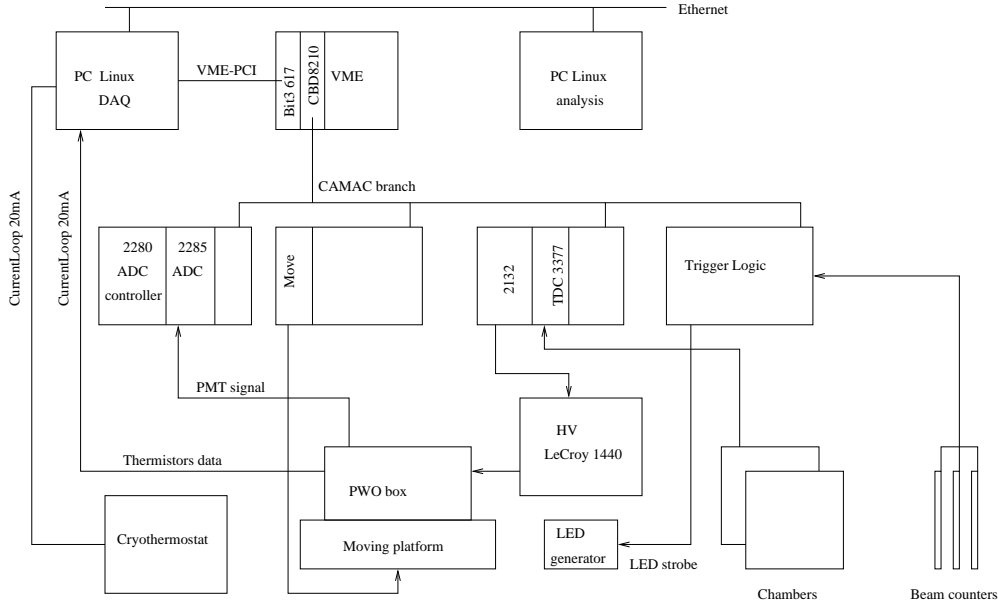 Ethernet
PC Linux
DAQ
VME-PCI
Bit3 617
CBD8210
VME
PC Linux
analysis
CAMAC branch
CurrentLoop 20mA
CurrentLoop 20mA
2280
ADC
controller
2285
ADC
Move
2132
TDC 3377
Trigger Logic
PMT signal
HV
LeCroy 1440
Thermistors data
PWO box
Cryothermostat
Moving platform
LED
generator
LED strobe
Chambers
Beam counters